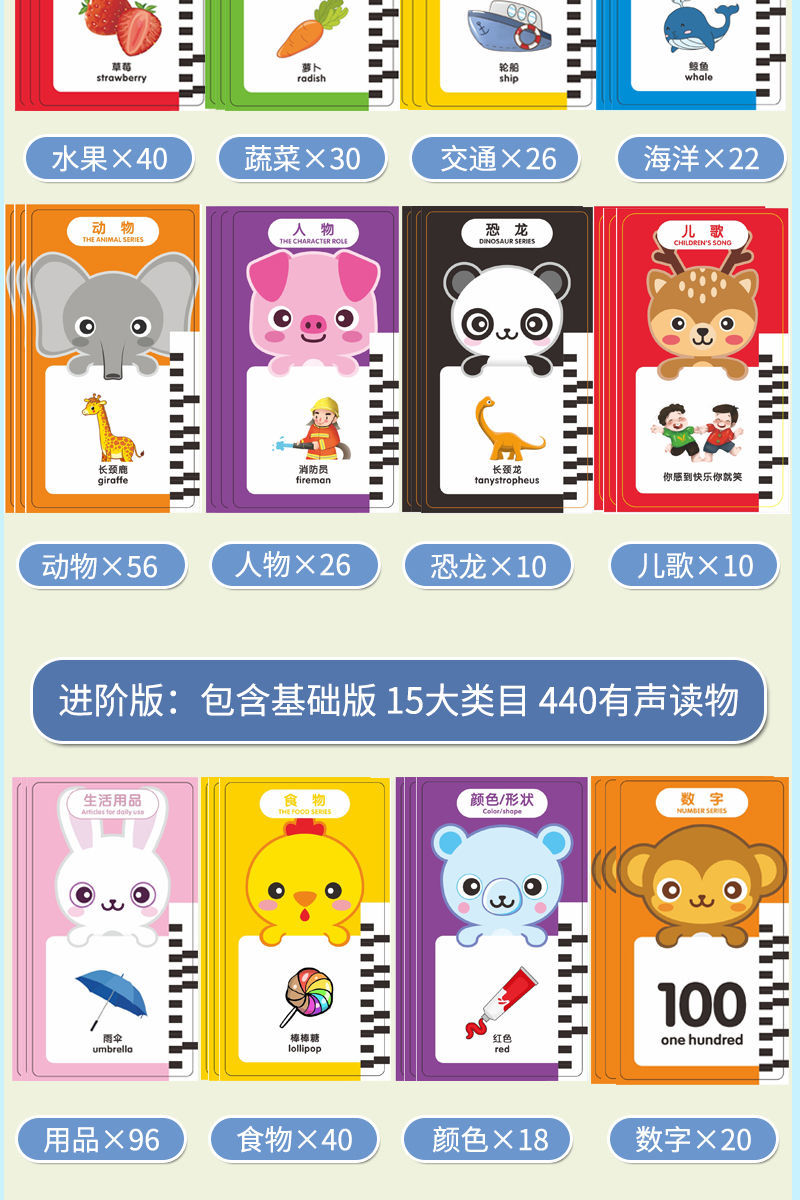 草莓
strawberry
萝卜
radish
轮船
ship
鲸鱼
whale
水果×40
蔬菜×30
交通×26
海洋×22
动 物
THE ANIMAL SERIES
人 物
THE CHARACTER ROLE
恐 龙
DINOSAUR SERIES
儿 歌
CHILDREN'S SONG
长颈鹿
giraffe
消防员
fireman
长颈龙
tanystropheus
你感到快乐你就笑
动物×56
人物×26
恐龙×10
儿歌×10
进阶版：包含基础版 15大类目 440有声读物
生活用品
Articles for daily use
食 物
THE FOOD SERIES
颜色/形状
Color/shape
数 字
NUMBER SERIES
雨伞
umbrella
棒棒糖
lollipop
红色
red
100
one hundred
用品×96
食物×40
颜色×18
数字×20